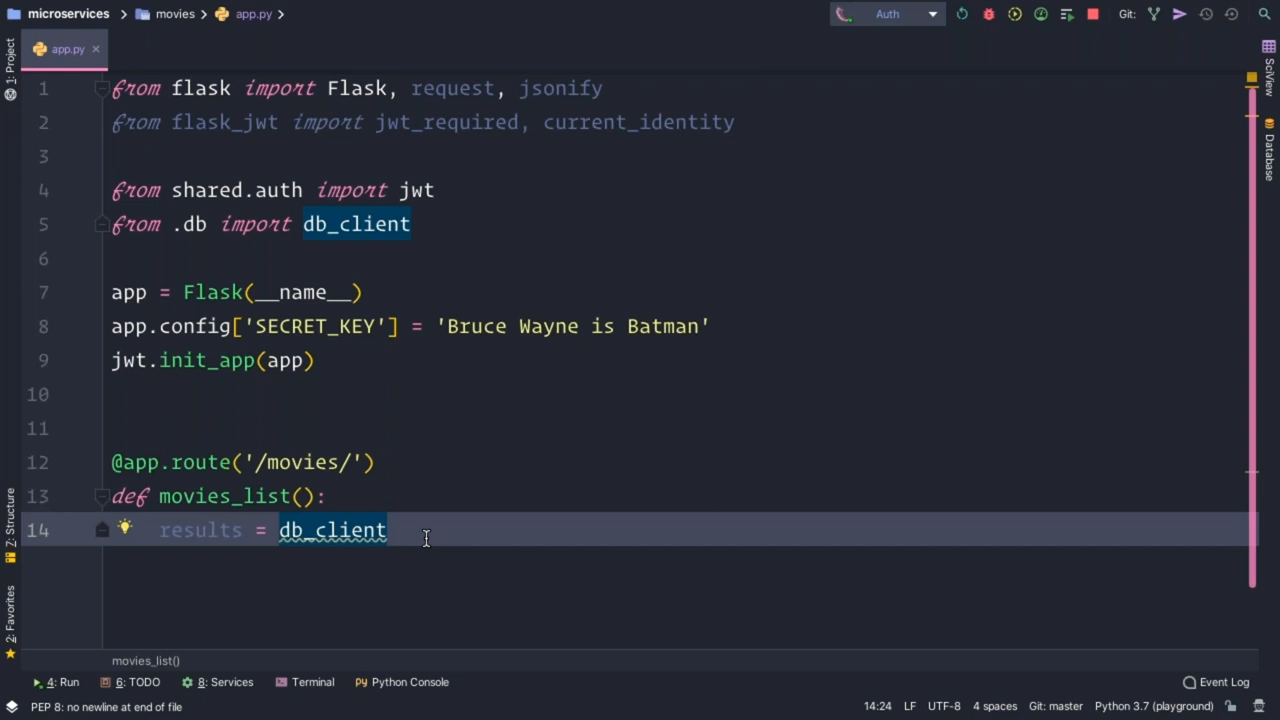 microservices movies app.py
Auth
Git:
app.py
1: Project
SciView
Database
1 from flask import Flask, request, jsonify
2 from flask_jwt import jwt_required, current_identity
3
4 from shared.auth import jwt
5 from .db import db_client
6
7 app = Flask(__name__)
8 app.config['SECRET_KEY'] = 'Bruce Wayne is Batman'
9 jwt.init_app(app)
10
11
12 @app.route('/movies/')
13 def movies_list():
14 results = db_client
Z: Structure
2: Favorites
movies_list()
4: Run 6: TODO 8: Services Terminal Python Console Event Log
PEP 8: no newline at end of file 14:24 LF UTF-8 4 spaces Git: master Python 3.7 (playground)